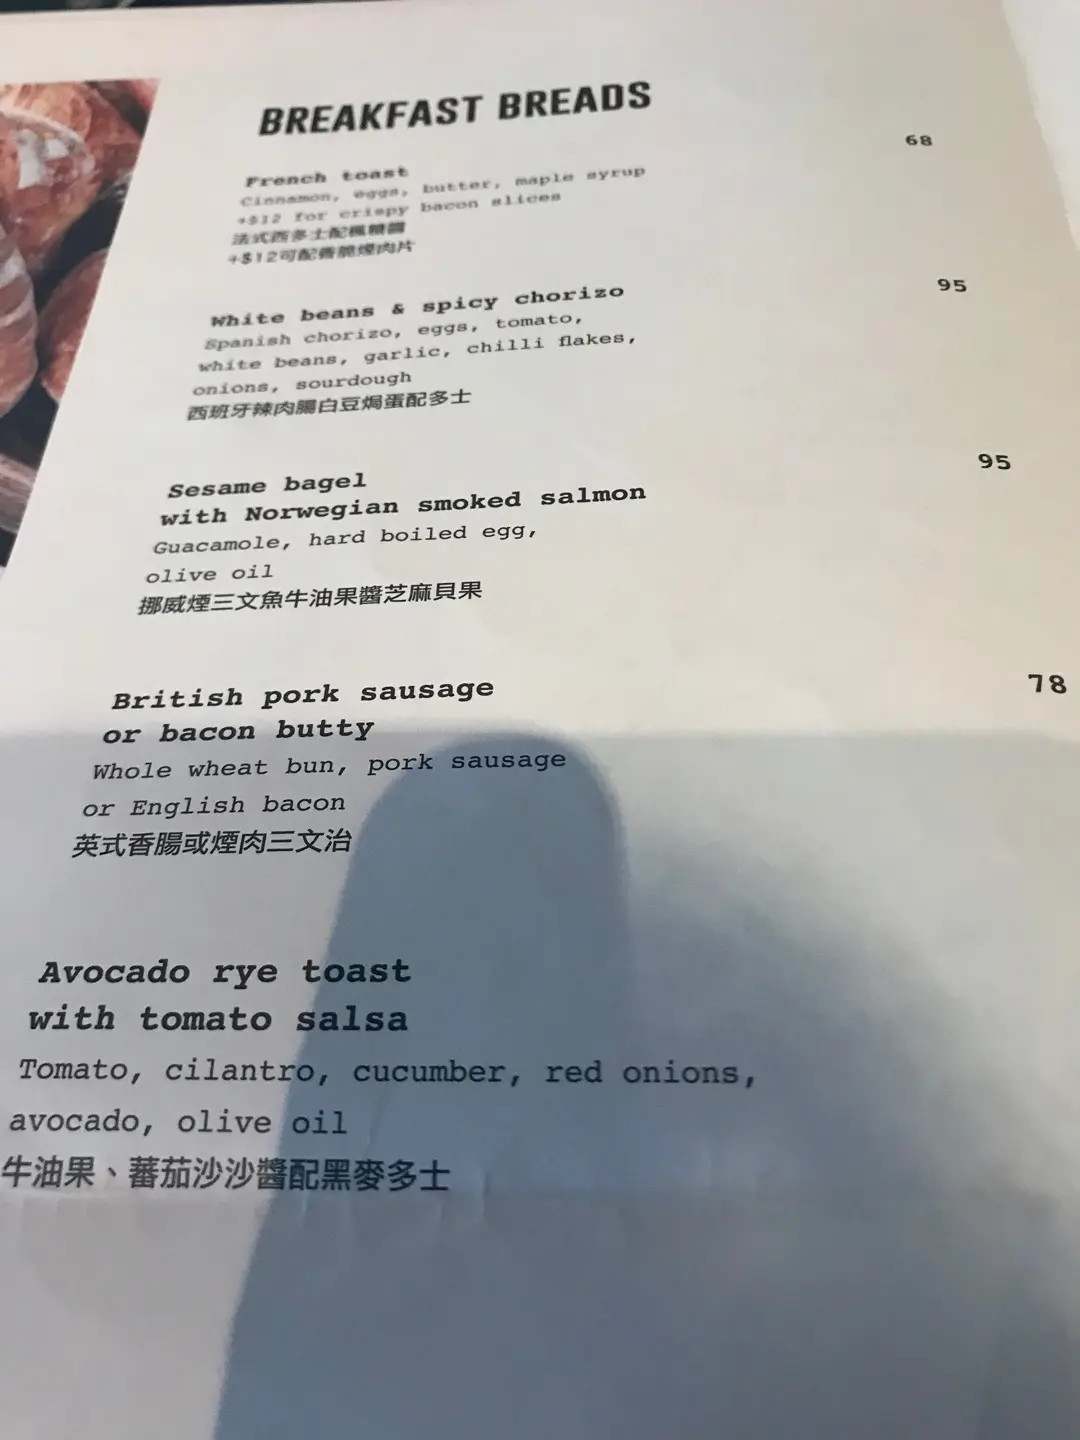 BREAKFAST BREADS
French toast
68
Cinnamon, eggs, butter, maple syrup
+$12 for crispy bacon slices
法式西多士配楓糖醬
+$12可配香脆煙肉片
White beans & spicy chorizo
95
Spanish chorizo, eggs, tomato,
white beans, garlic, chilli flakes,
onions, sourdough
西班牙辣肉腸白豆焗蛋配多士
Sesame bagel
95
with Norwegian smoked salmon
Guacamole, hard boiled egg,
olive oil
挪威煙三文魚牛油果醬芝麻貝果
British pork sausage
78
or bacon butty
Whole wheat bun, pork sausage
or English bacon
英式香腸或煙肉三文治
Avocado rye toast
with tomato salsa
Tomato, cilantro, cucumber, red onions,
avocado, olive oil
牛油果、蕃茄沙沙醬配黑麥多士